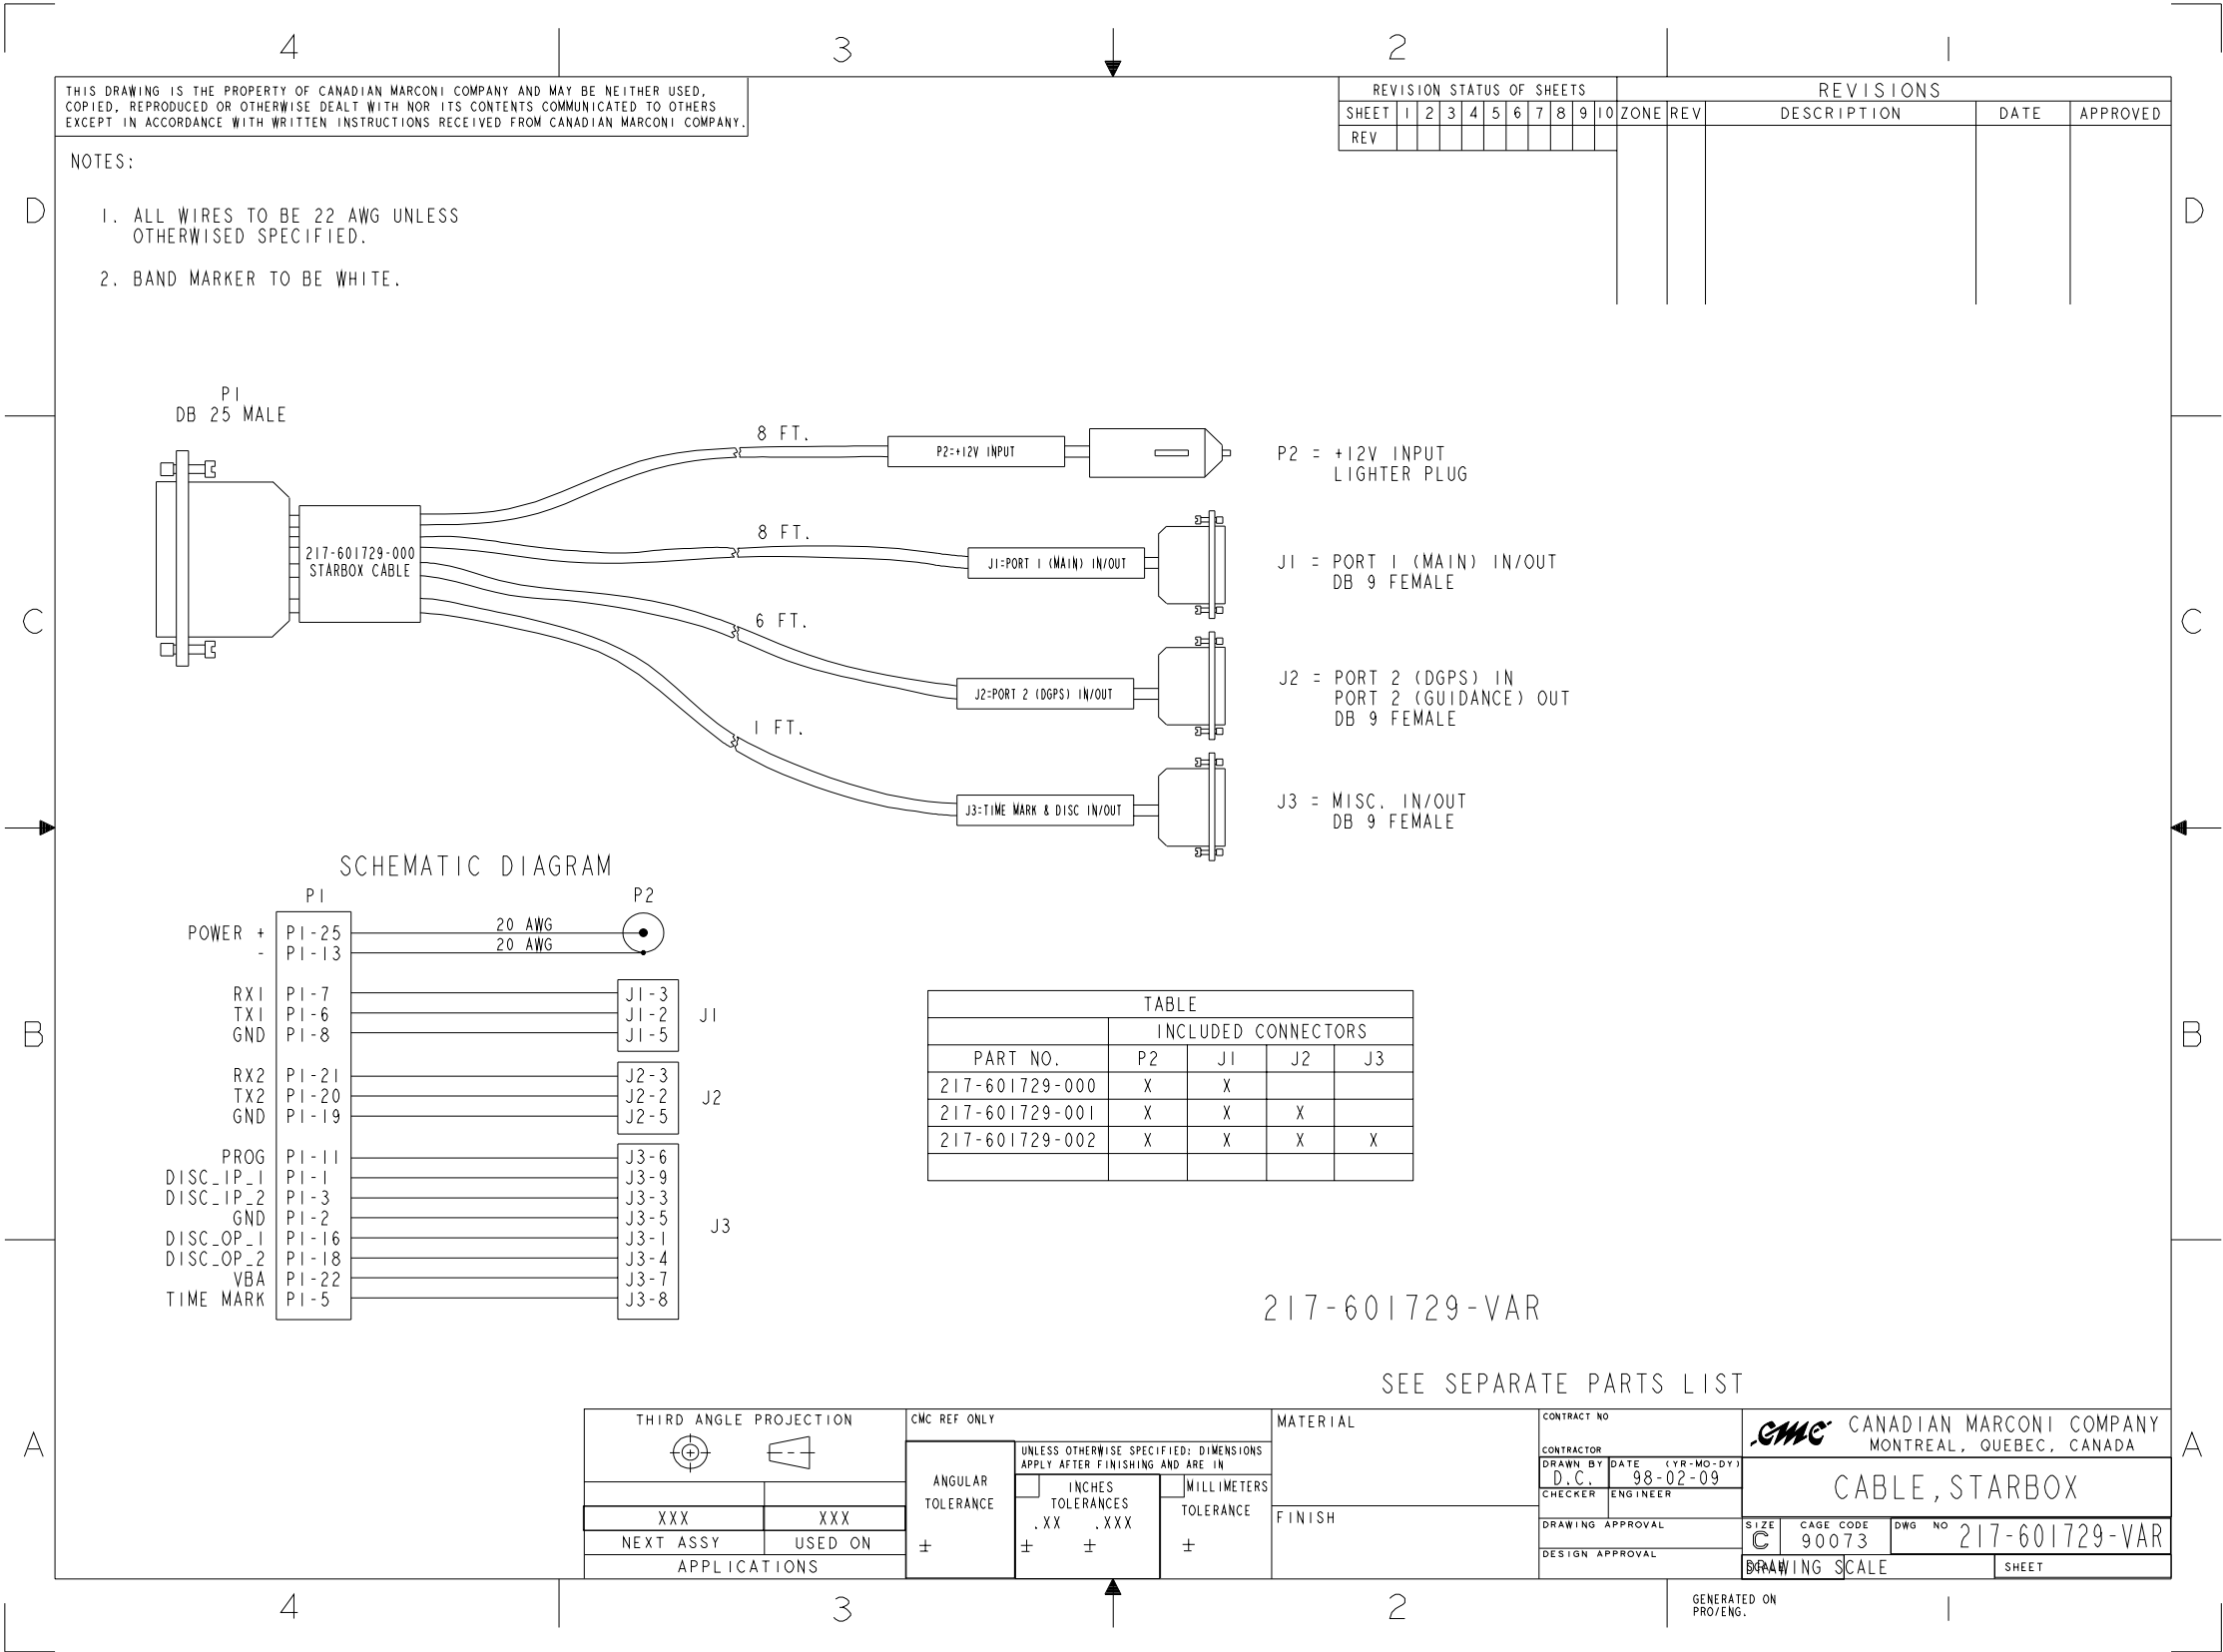 4 3 2 1
THIS DRAWING IS THE PROPERTY OF CANADIAN MARCONI COMPANY AND MAY BE NEITHER USED,
COPIED, REPRODUCED OR OTHERWISE DEALT WITH NOR ITS CONTENTS COMMUNICATED TO OTHERS
EXCEPT IN ACCORDANCE WITH WRITTEN INSTRUCTIONS RECEIVED FROM CANADIAN MARCONI COMPANY.
REVISION STATUS OF SHEETS
SHEET 1 2 3 4 5 6 7 8 9 10
REV
REVISIONS
ZONE REV DESCRIPTION DATE APPROVED
NOTES:
D D
1. ALL WIRES TO BE 22 AWG UNLESS
OTHERWISED SPECIFIED.
2. BAND MARKER TO BE WHITE.
P1
DB 25 MALE
217-601729-000
STARBOX CABLE
8 FT.
P2=+12V INPUT
P2 = +12V INPUT
LIGHTER PLUG
8 FT.
J1=PORT 1 (MAIN) IN/OUT
J1 = PORT 1 (MAIN) IN/OUT
DB 9 FEMALE
C C
6 FT.
J2=PORT 2 (DGPS) IN/OUT
J2 = PORT 2 (DGPS) IN
PORT 2 (GUIDANCE) OUT
DB 9 FEMALE
1 FT.
J3=TIME MARK & DISC IN/OUT
J3 = MISC. IN/OUT
DB 9 FEMALE
SCHEMATIC DIAGRAM
P1 P2
POWER + P1-25 20 AWG
- P1-13 20 AWG
RX1 P1-7 J1-3
TX1 P1-6 J1-2 J1
GND P1-8 J1-5
RX2 P1-21 J2-3
TX2 P1-20 J2-2 J2
GND P1-19 J2-5
PROG P1-11 J3-6
DISC_IP_1 P1-1 J3-9
DISC_IP_2 P1-3 J3-3
GND P1-2 J3-5 J3
DISC_OP_1 P1-16 J3-1
DISC_OP_2 P1-18 J3-4
VBA P1-22 J3-7
TIME MARK P1-5 J3-8
B B
TABLE
INCLUDED CONNECTORS
PART NO. P2 J1 J2 J3
217-601729-000 X X
217-601729-001 X X X
217-601729-002 X X X X
217-601729-VAR
SEE SEPARATE PARTS LIST
A A
THIRD ANGLE PROJECTION
XXX XXX
NEXT ASSY USED ON
APPLICATIONS
CMC REF ONLY
ANGULAR
TOLERANCE
±
UNLESS OTHERWISE SPECIFIED: DIMENSIONS
APPLY AFTER FINISHING AND ARE IN
INCHES
TOLERANCES
.XX .XXX
± ±
MILLIMETERS
TOLERANCE
±
MATERIAL
FINISH
CONTRACT NO
CONTRACTOR
DRAWN BY DATE (YR-MO-DY)
D.C. 98-02-09
CHECKER ENGINEER
DRAWING APPROVAL
DESIGN APPROVAL
CMC CANADIAN MARCONI COMPANY
MONTREAL, QUEBEC, CANADA
CABLE,STARBOX
SIZE CAGE CODE DWG NO
C 90073 217-601729-VAR
DRAWING SCALE SHEET
4 3 2 1
GENERATED ON
PRO/ENG.